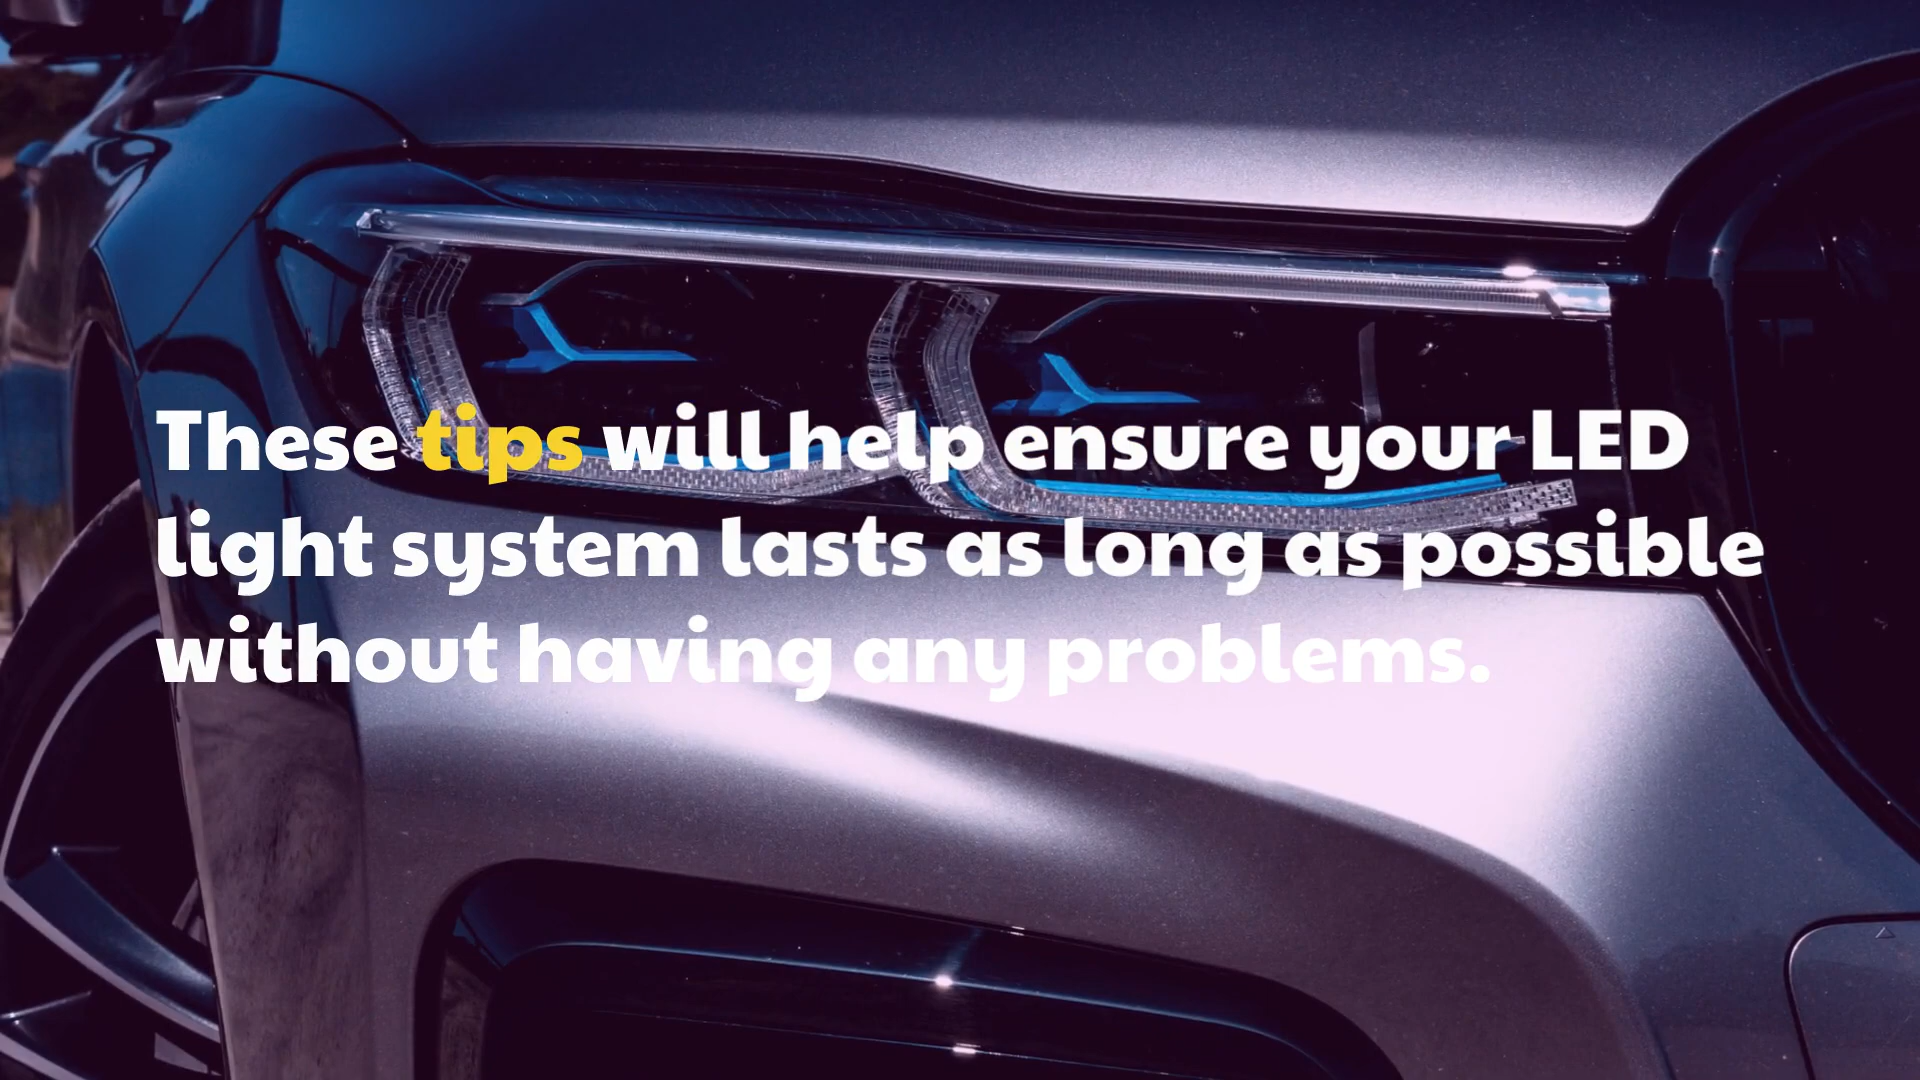 These tips will help ensure your LED
light system lasts as long as possible
without having any problems.